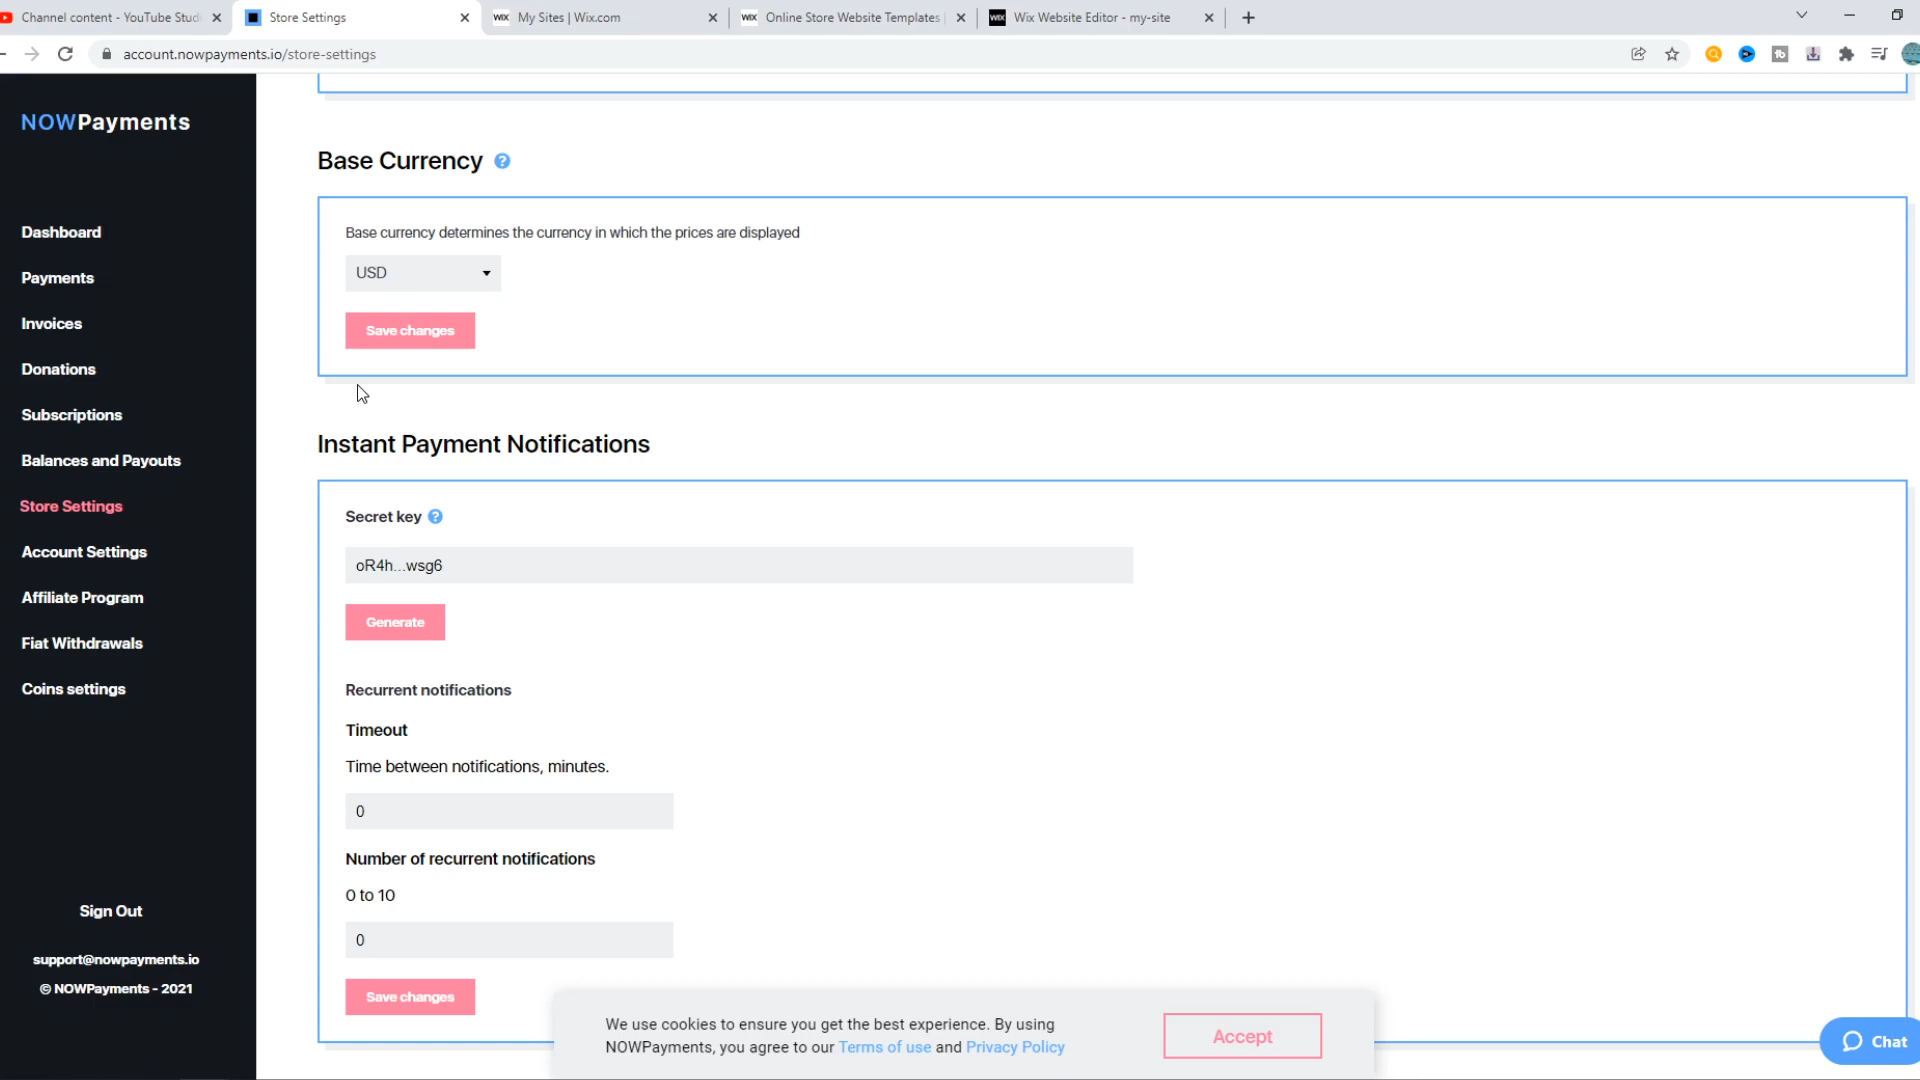 Channel content - YouTube Studi
Store Settings
WIX My Sites | Wix.com
WIX Online Store Website Templates |
WIX Wix Website Editor - my-site
account.nowpayments.io/store-settings
NOWPayments
Dashboard
Payments
Invoices
Donations
Subscriptions
Balances and Payouts
Store Settings
Account Settings
Affiliate Program
Fiat Withdrawals
Coins settings
Sign Out
support@nowpayments.io
© NOWPayments - 2021
Base Currency ?
Base currency determines the currency in which the prices are displayed
USD
Save changes
Instant Payment Notifications
Secret key ?
oR4h...wsg6
Generate
Recurrent notifications
Timeout
Time between notifications, minutes.
0
Number of recurrent notifications
0 to 10
0
Save changes
We use cookies to ensure you get the best experience. By using
NOWPayments, you agree to our Terms of use and Privacy Policy
Accept
Chat